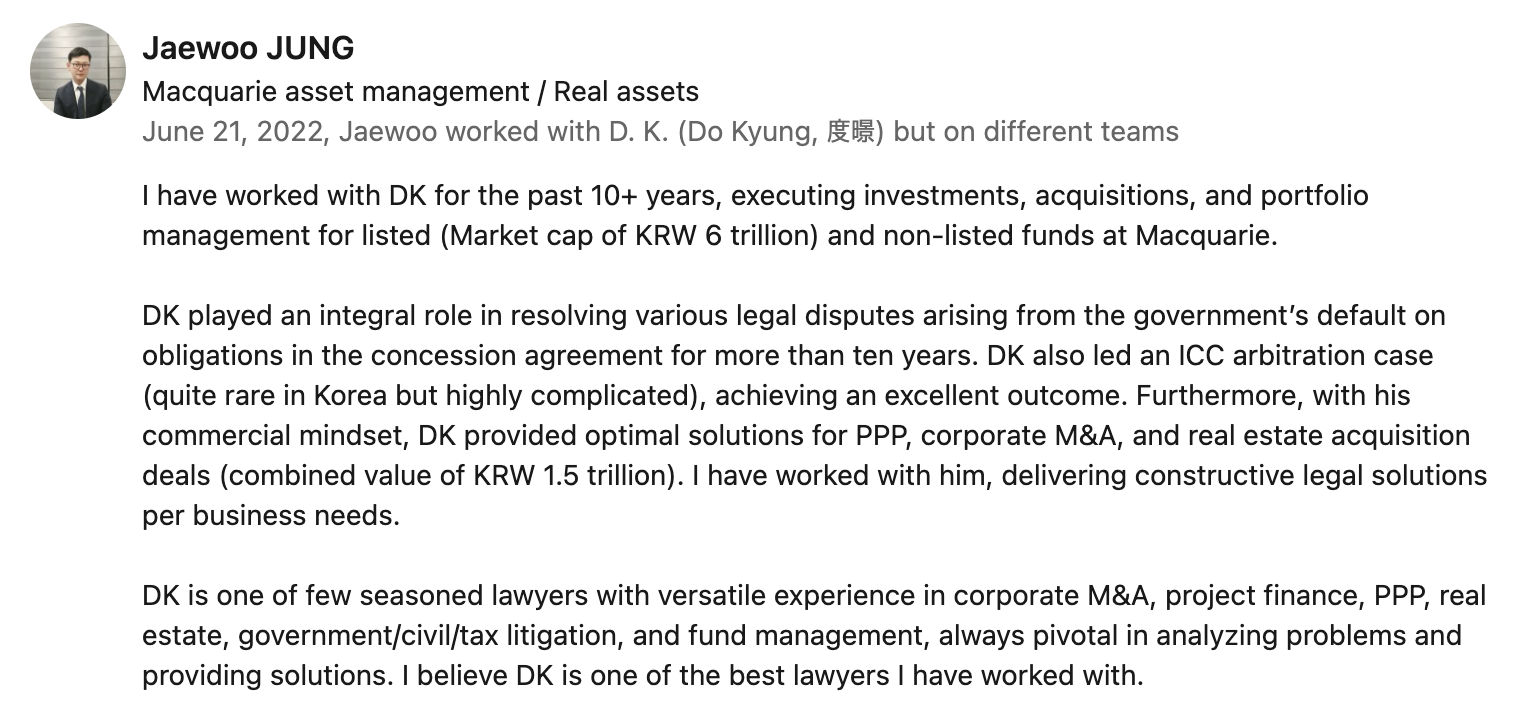 Jaewoo JUNG
Macquarie asset management / Real assets
June 21, 2022, Jaewoo worked with D. K. (Do Kyung, 度暻) but on different teams
I have worked with DK for the past 10+ years, executing investments, acquisitions, and portfolio
management for listed (Market cap of KRW 6 trillion) and non-listed funds at Macquarie.
DK played an integral role in resolving various legal disputes arising from the government’s default on
obligations in the concession agreement for more than ten years. DK also led an ICC arbitration case
(quite rare in Korea but highly complicated), achieving an excellent outcome. Furthermore, with his
commercial mindset, DK provided optimal solutions for PPP, corporate M&A, and real estate acquisition
deals (combined value of KRW 1.5 trillion). I have worked with him, delivering constructive legal solutions
per business needs.
DK is one of few seasoned lawyers with versatile experience in corporate M&A, project finance, PPP, real
estate, government/civil/tax litigation, and fund management, always pivotal in analyzing problems and
providing solutions. I believe DK is one of the best lawyers I have worked with.